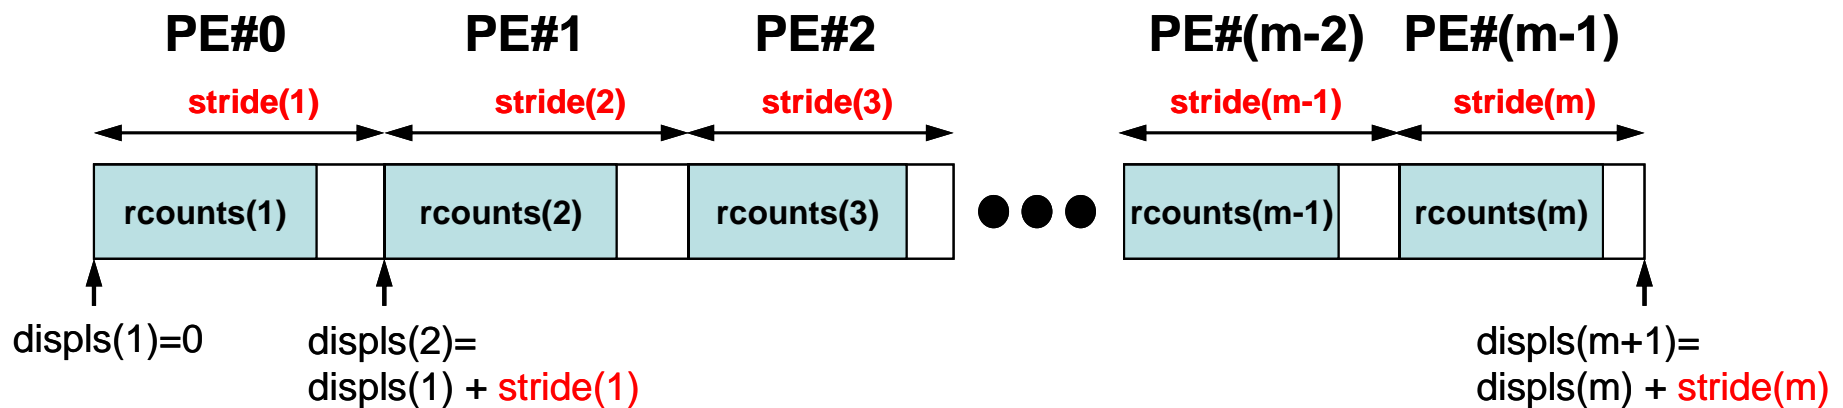 PE#0 PE#1 PE#2 PE#(m-2) PE#(m-1)
stride(1) stride(2) stride(3) stride(m-1) stride(m)
rcounts(1) rcounts(2) rcounts(3) rcounts(m-1) rcounts(m)
displs(1)=0
displs(2)=
displs(1) + stride(1)
displs(m+1)=
displs(m) + stride(m)